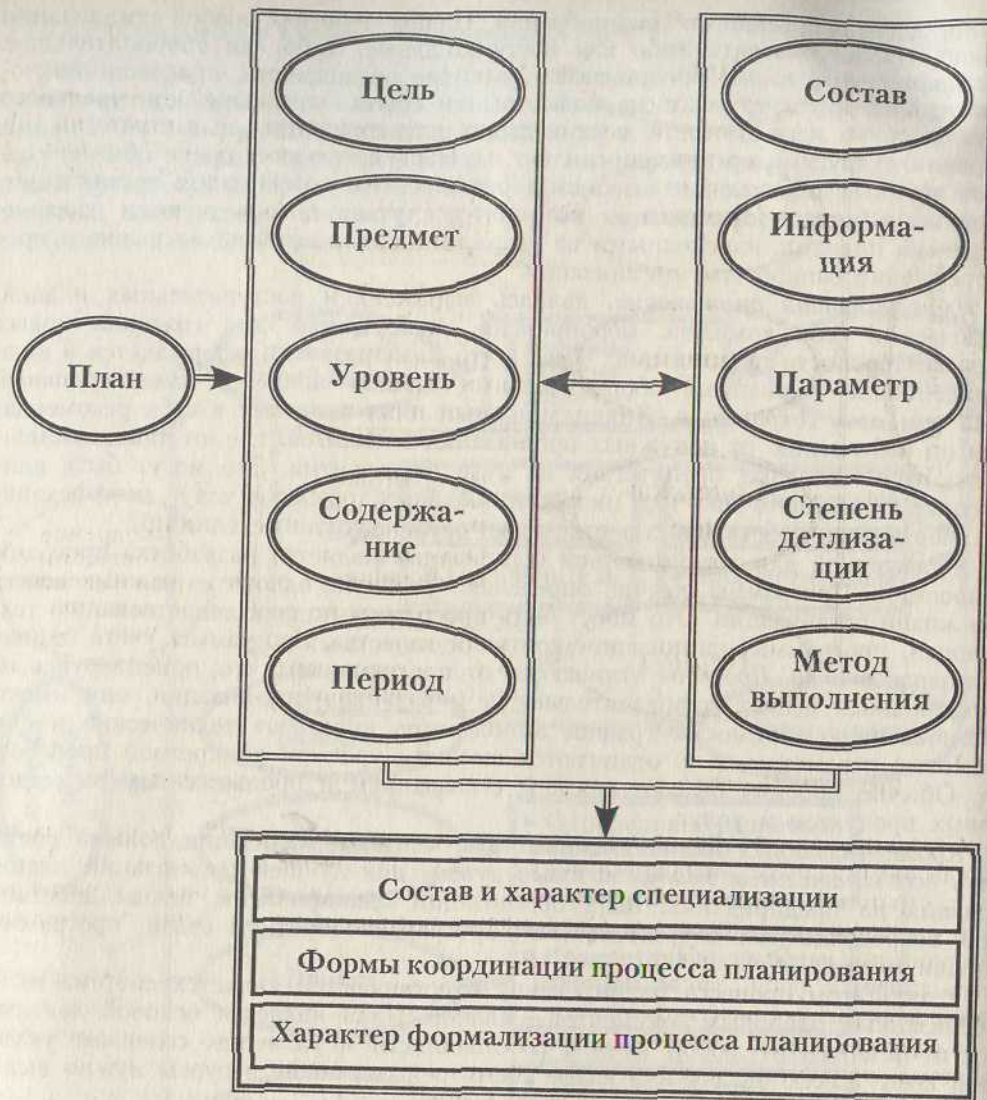 План
Цель
Предмет
Уровень
Содержа-
ние
Период
Состав
Информа-
ция
Параметр
Степень
детлиза-
ции
Метод
выполнения
Состав и характер специализации
Формы координации процесса планирования
Характер формализации процесса планирования